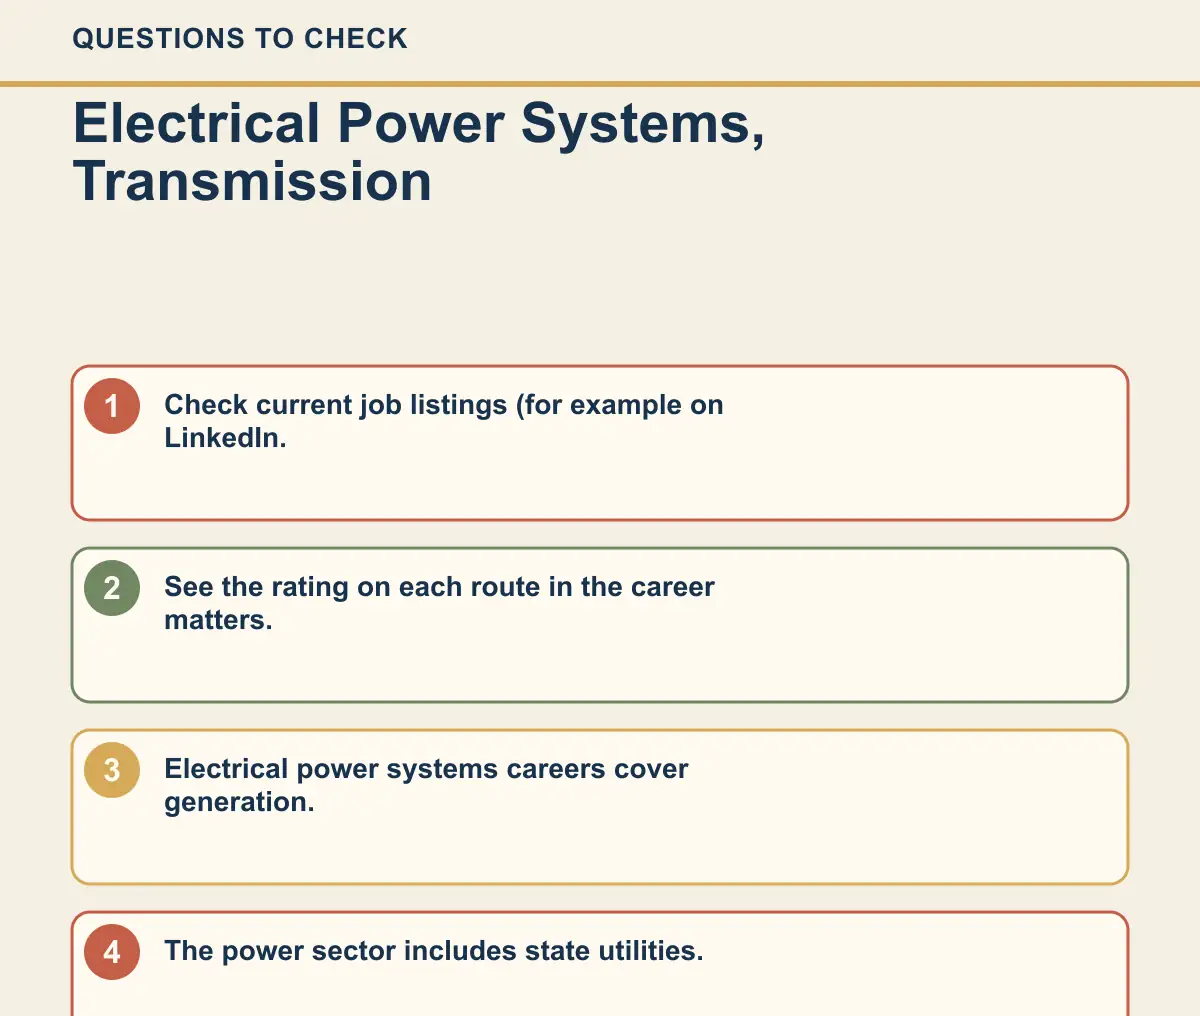 QUESTIONS TO CHECK
Electrical Power Systems,
Transmission
1
Check current job listings (for example on
LinkedIn.
2
See the rating on each route in the career
matters.
3
Electrical power systems careers cover
generation.
4
The power sector includes state utilities.